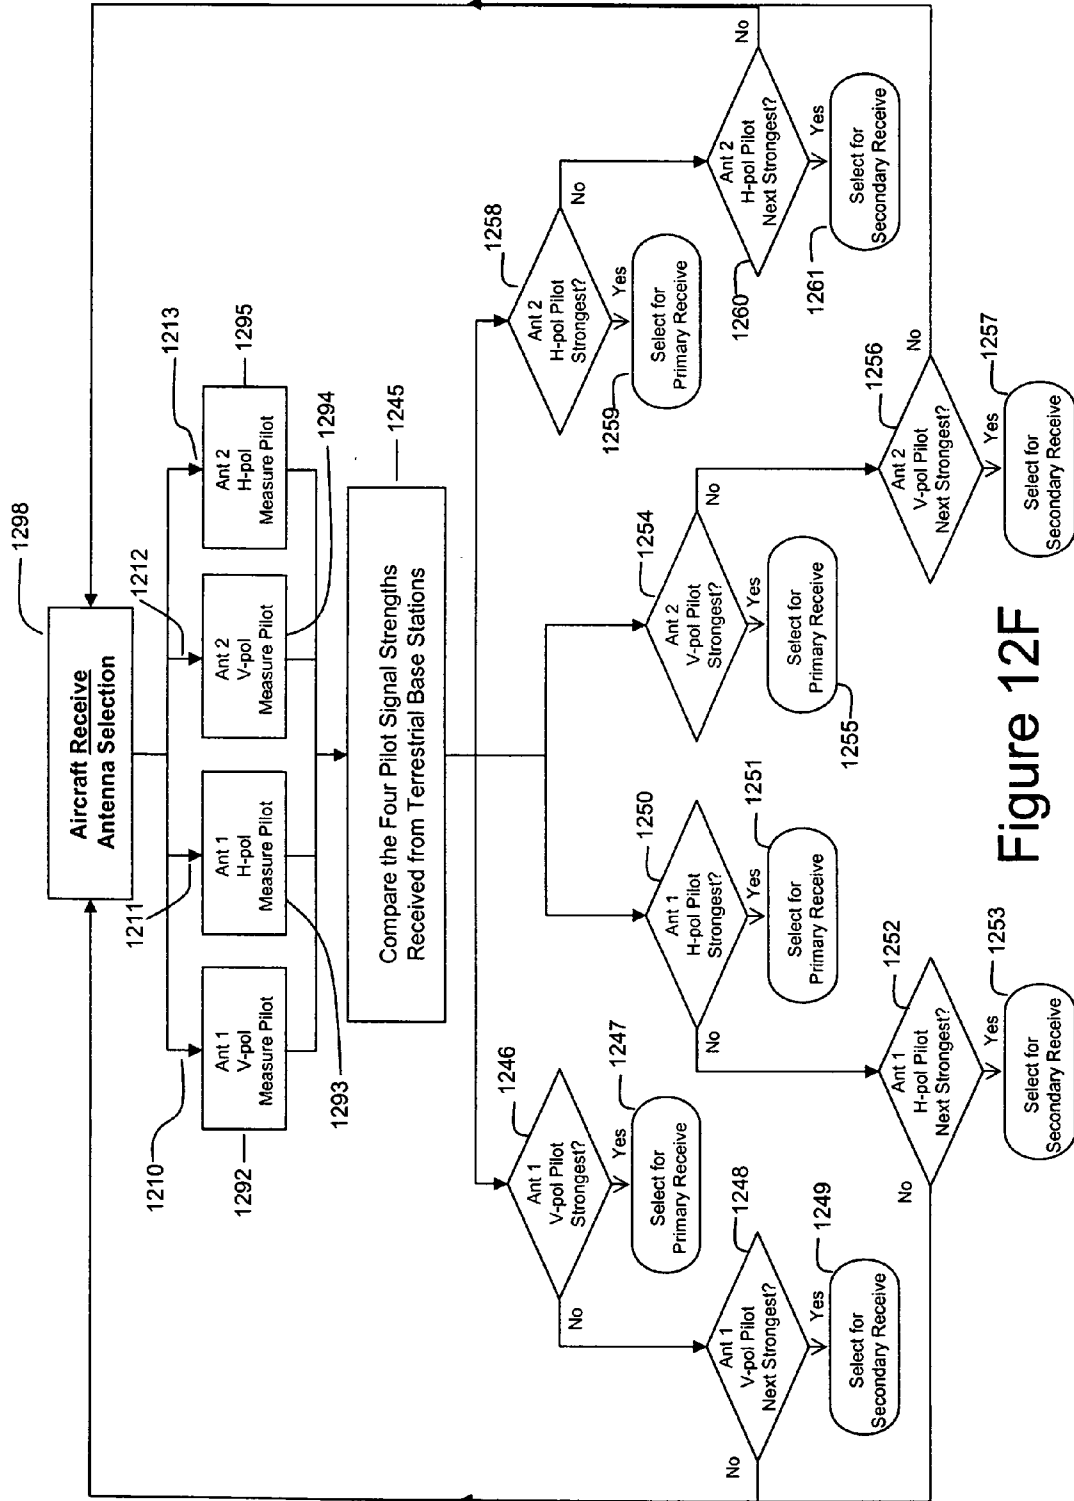 1298
Aircraft Receive
Antenna Selection
1210
1211
1212
1213
1292
Ant 1
V-pol
Measure Pilot
1293
Ant 1
H-pol
Measure Pilot
Ant 2
V-pol
Measure Pilot
1294
Ant 2
H-pol
Measure Pilot
1295
Compare the Four Pilot Signal Strengths
Received from Terrestrial Base Stations
1245
1246
Ant 1
V-pol Pilot
Strongest?
No
Yes
1247
Select for
Primary Receive
1248
Ant 1
V-pol Pilot
Next Strongest?
No
Yes
1249
Select for
Secondary Receive
1250
Ant 1
H-pol Pilot
Strongest?
No
Yes
1251
Select for
Primary Receive
1252
Ant 1
H-pol Pilot
Next Strongest?
No
Yes
1253
Select for
Secondary Receive
1254
Ant 2
V-pol Pilot
Strongest?
No
Yes
1255
Select for
Primary Receive
1256
Ant 2
V-pol Pilot
Next Strongest?
No
Yes
1257
Select for
Secondary Receive
1258
Ant 2
H-pol Pilot
Strongest?
No
Yes
1259
Select for
Primary Receive
1260
Ant 2
H-pol Pilot
Next Strongest?
No
Yes
1261
Select for
Secondary Receive
Figure 12F